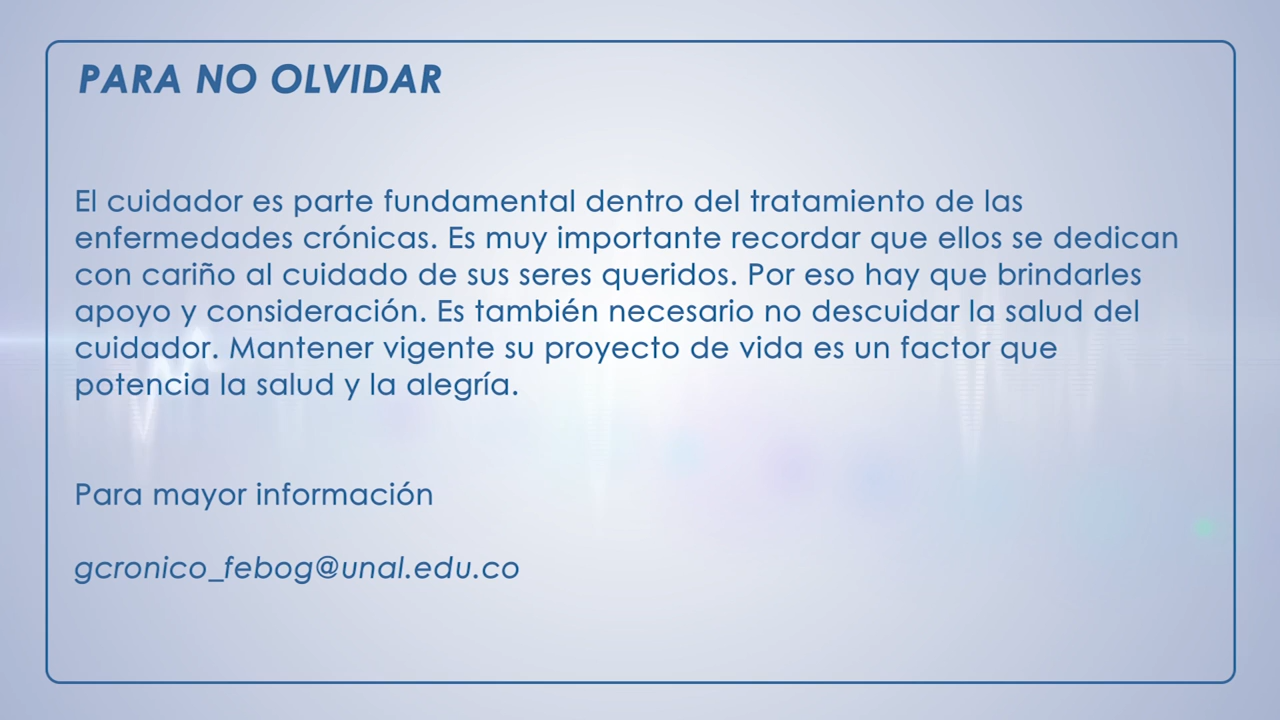 PARA NO OLVIDAR
El cuidador es parte fundamental dentro del tratamiento de las
enfermedades crónicas. Es muy importante recordar que ellos se dedican
con cariño al cuidado de sus seres queridos. Por eso hay que brindarles
apoyo y consideración. Es también necesario no descuidar la salud del
cuidador. Mantener vigente su proyecto de vida es un factor que
potencia la salud y la alegría.
Para mayor información
gcronico_febog@unal.edu.co